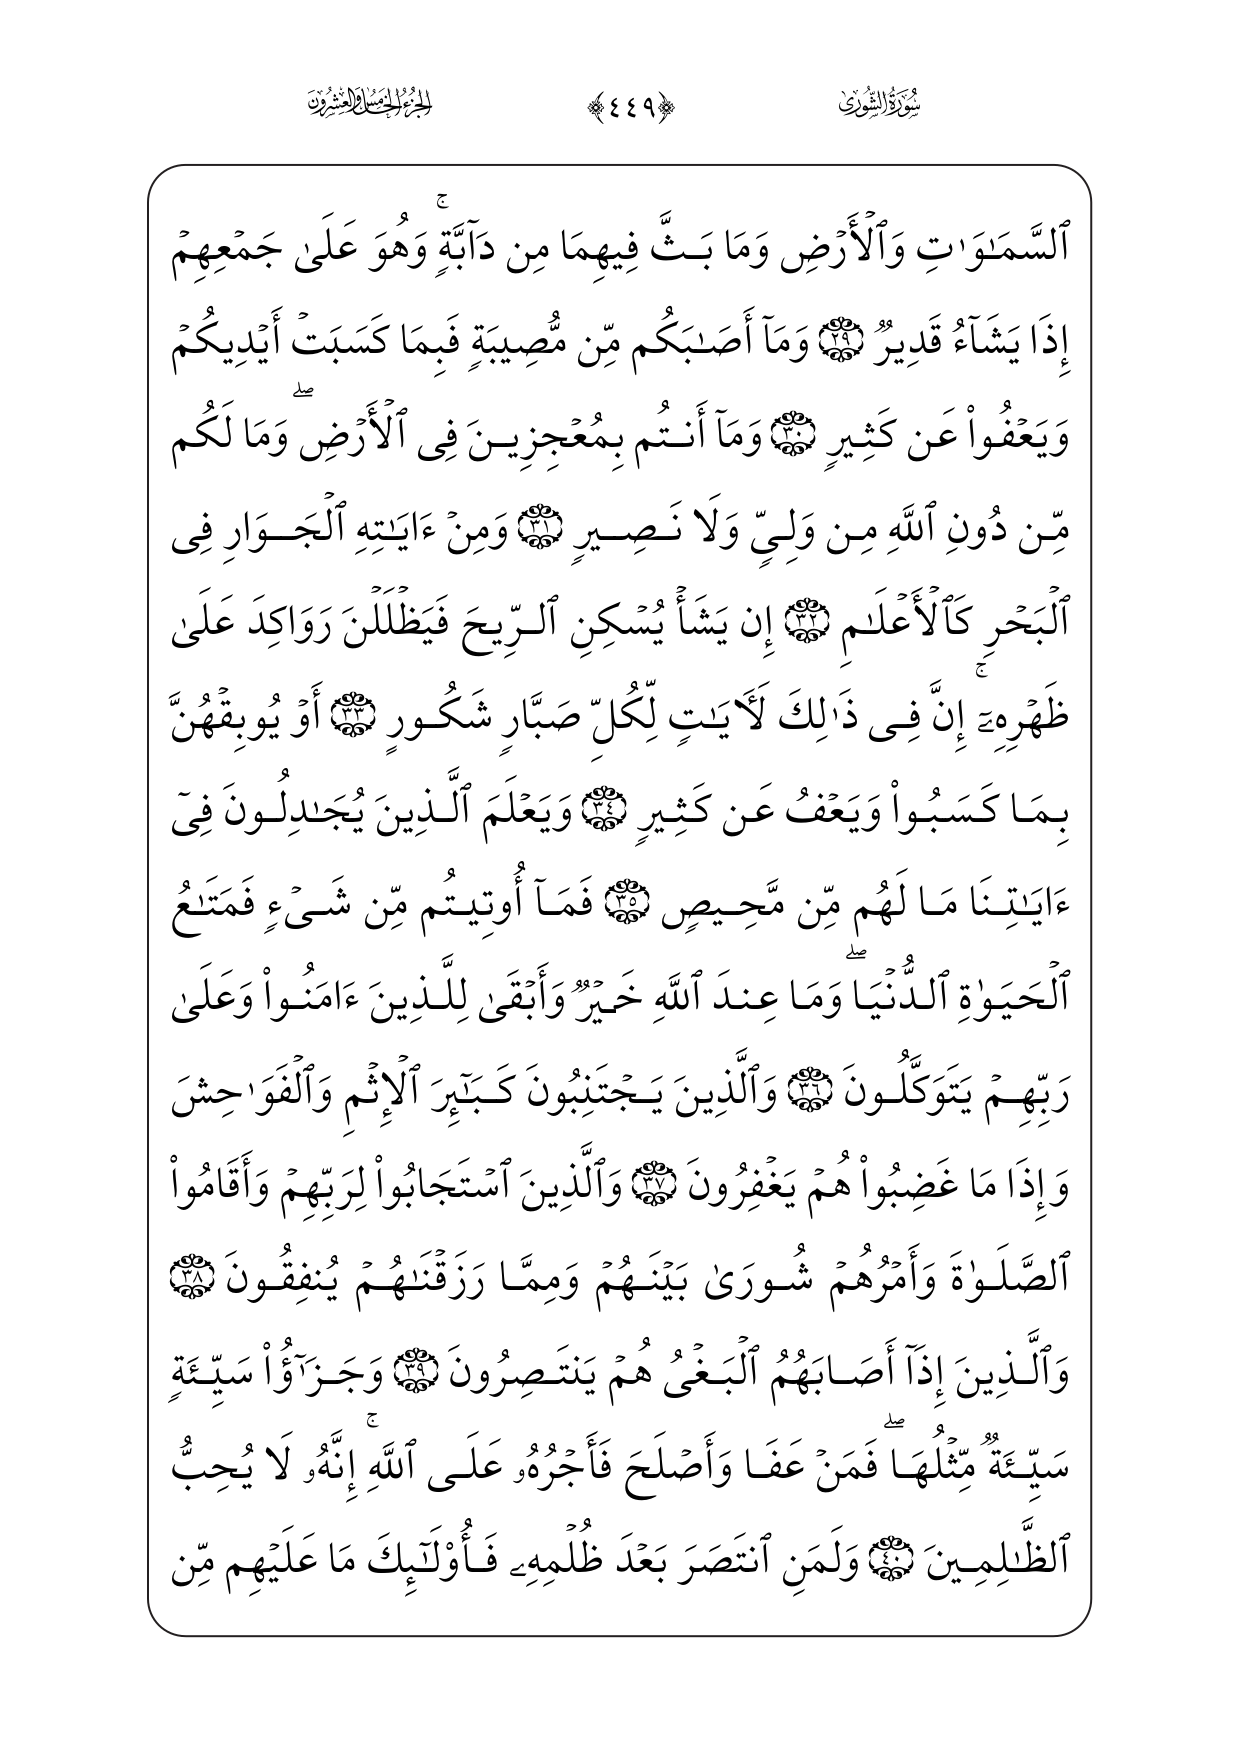 سُورَةُ الشُّورَى ﴿٤٤٩﴾ الجُزْءُ الخَامِسُ وَالعِشْرُونَ
ٱلسَّمَـٰوَٰتِ وَٱلْأَرْضِ وَمَا بَثَّ فِيهِمَا مِن دَآبَّةٍۚ وَهُوَ عَلَىٰ جَمْعِهِمْ
إِذَا يَشَآءُ قَدِيرٌ ٢٩ وَمَآ أَصَـٰبَكُم مِّن مُّصِيبَةٍ فَبِمَا كَسَبَتْ أَيْدِيكُمْ
وَيَعْفُوا۟ عَن كَثِيرٍ ٣٠ وَمَآ أَنتُم بِمُعْجِزِينَ فِى ٱلْأَرْضِۖ وَمَا لَكُم
مِّن دُونِ ٱللَّهِ مِن وَلِىٍّ وَلَا نَصِيرٍ ٣١ وَمِنْ ءَايَـٰتِهِ ٱلْجَوَارِ فِى
ٱلْبَحْرِ كَٱلْأَعْلَـٰمِ ٣٢ إِن يَشَأْ يُسْكِنِ ٱلرِّيحَ فَيَظْلَلْنَ رَوَاكِدَ عَلَىٰ
ظَهْرِهِۦٓۚ إِنَّ فِى ذَٰلِكَ لَـَٔايَـٰتٍ لِّكُلِّ صَبَّارٍ شَكُورٍ ٣٣ أَوْ يُوبِقْهُنَّ
بِمَا كَسَبُوا۟ وَيَعْفُ عَن كَثِيرٍ ٣٤ وَيَعْلَمَ ٱلَّذِينَ يُجَـٰدِلُونَ فِىٓ
ءَايَـٰتِنَا مَا لَهُم مِّن مَّحِيصٍ ٣٥ فَمَآ أُوتِيتُم مِّن شَىْءٍ فَمَتَـٰعُ
ٱلْحَيَوٰةِ ٱلدُّنْيَاۖ وَمَا عِندَ ٱللَّهِ خَيْرٌ وَأَبْقَىٰ لِلَّذِينَ ءَامَنُوا۟ وَعَلَىٰ
رَبِّهِمْ يَتَوَكَّلُونَ ٣٦ وَٱلَّذِينَ يَجْتَنِبُونَ كَبَـٰٓئِرَ ٱلْإِثْمِ وَٱلْفَوَٰحِشَ
وَإِذَا مَا غَضِبُوا۟ هُمْ يَغْفِرُونَ ٣٧ وَٱلَّذِينَ ٱسْتَجَابُوا۟ لِرَبِّهِمْ وَأَقَامُوا۟
ٱلصَّلَوٰةَ وَأَمْرُهُمْ شُورَىٰ بَيْنَهُمْ وَمِمَّا رَزَقْنَـٰهُمْ يُنفِقُونَ ٣٨
وَٱلَّذِينَ إِذَآ أَصَابَهُمُ ٱلْبَغْىُ هُمْ يَنتَصِرُونَ ٣٩ وَجَزَٰٓؤُا۟ سَيِّئَةٍ
سَيِّئَةٌ مِّثْلُهَاۖ فَمَنْ عَفَا وَأَصْلَحَ فَأَجْرُهُۥ عَلَى ٱللَّهِۚ إِنَّهُۥ لَا يُحِبُّ
ٱلظَّـٰلِمِينَ ٤٠ وَلَمَنِ ٱنتَصَرَ بَعْدَ ظُلْمِهِۦ فَأُو۟لَـٰٓئِكَ مَا عَلَيْهِم مِّن